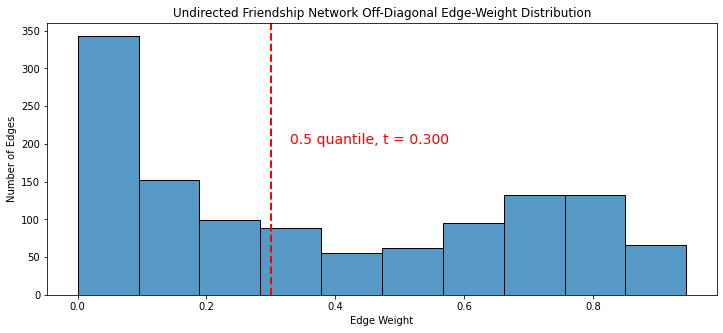 Undirected Friendship Network Off-Diagonal Edge-Weight Distribution
350
300
250
200
150
100
50
0
Number of Edges
0.5 quantile, t = 0.300
0.0 0.2 0.4 0.6 0.8
Edge Weight